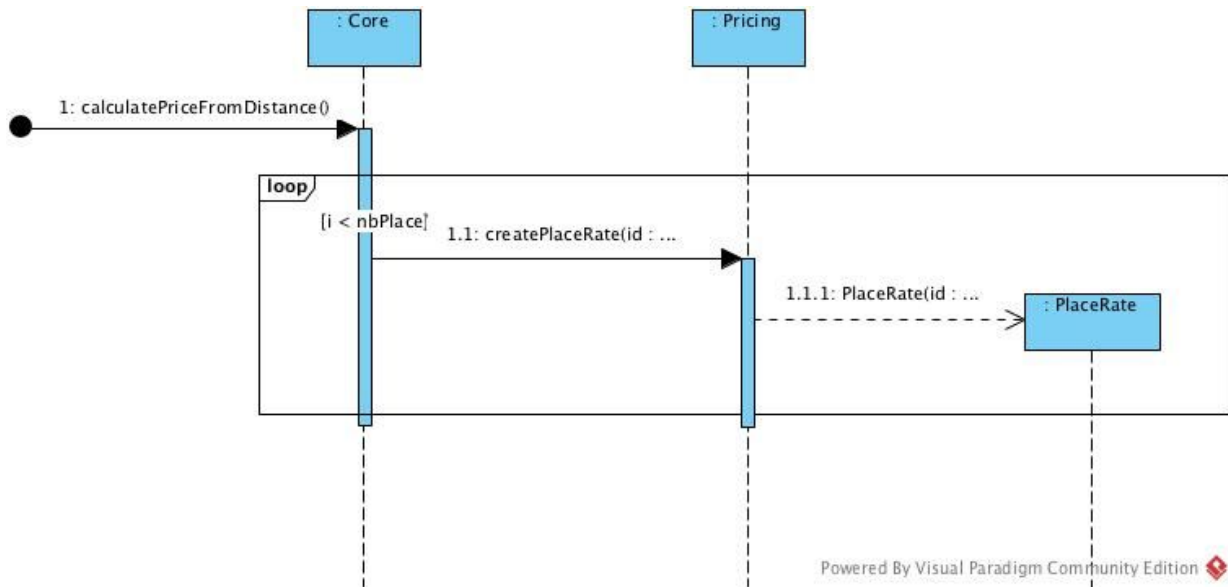 : Core
: Pricing
1: calculatePriceFromDistance()
loop
[i < nbPlace]
1.1: createPlaceRate(id : ...
1.1.1: PlaceRate(id : ...
: PlaceRate
Powered By Visual Paradigm Community Edition